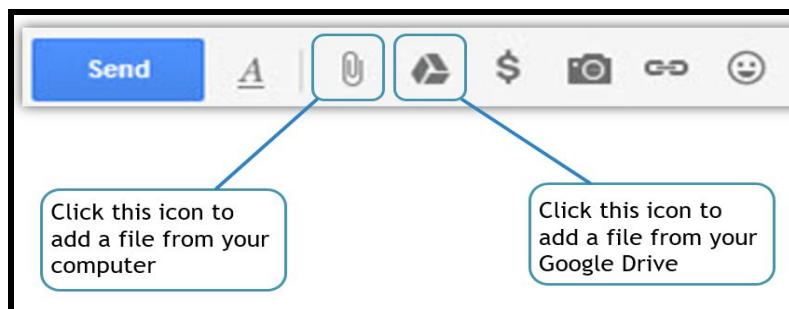 Send
A
$
Click this icon to
add a file from your
computer
Click this icon to
add a file from your
Google Drive